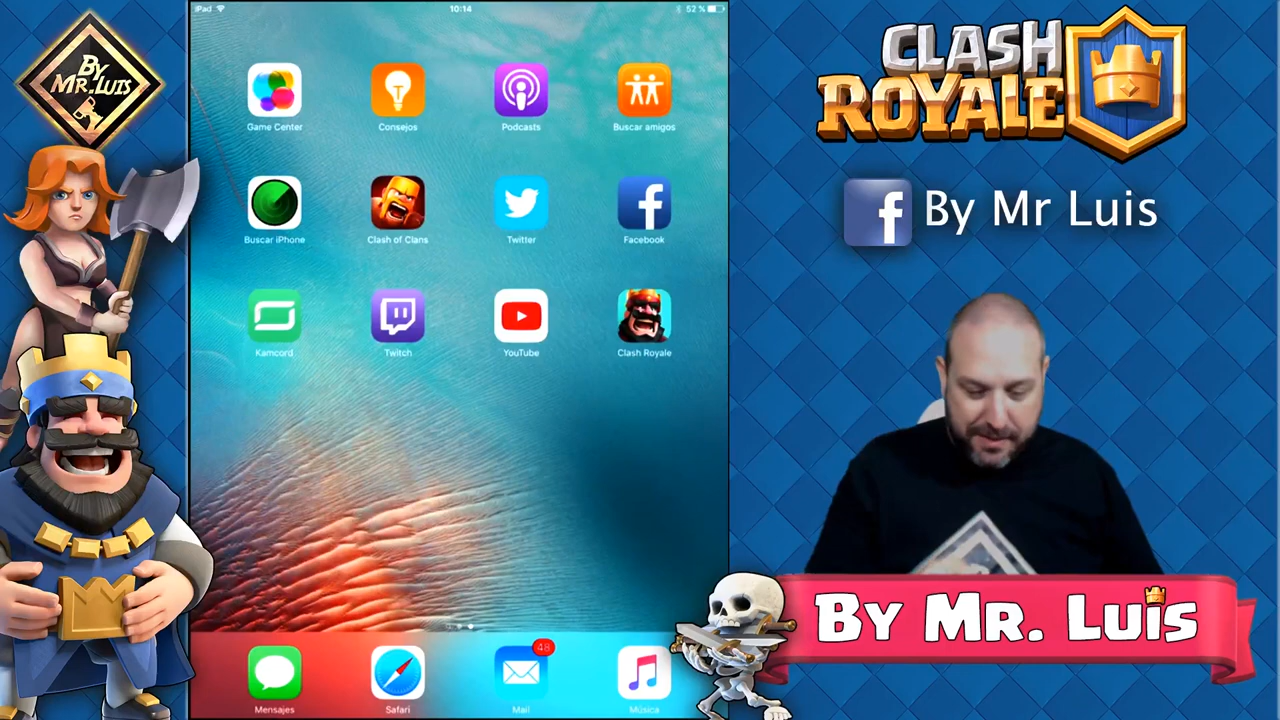 By
Mr. Luis
iPad
10:14
52 %
Game Center
Consejos
Podcasts
Buscar amigos
Buscar iPhone
Clash of Clans
Twitter
Facebook
Kamcord
Twitch
YouTube
Clash Royale
48
Mensajes
Safari
Mail
Música
CLASH
ROYALE
f By Mr Luis
By Mr. Luis